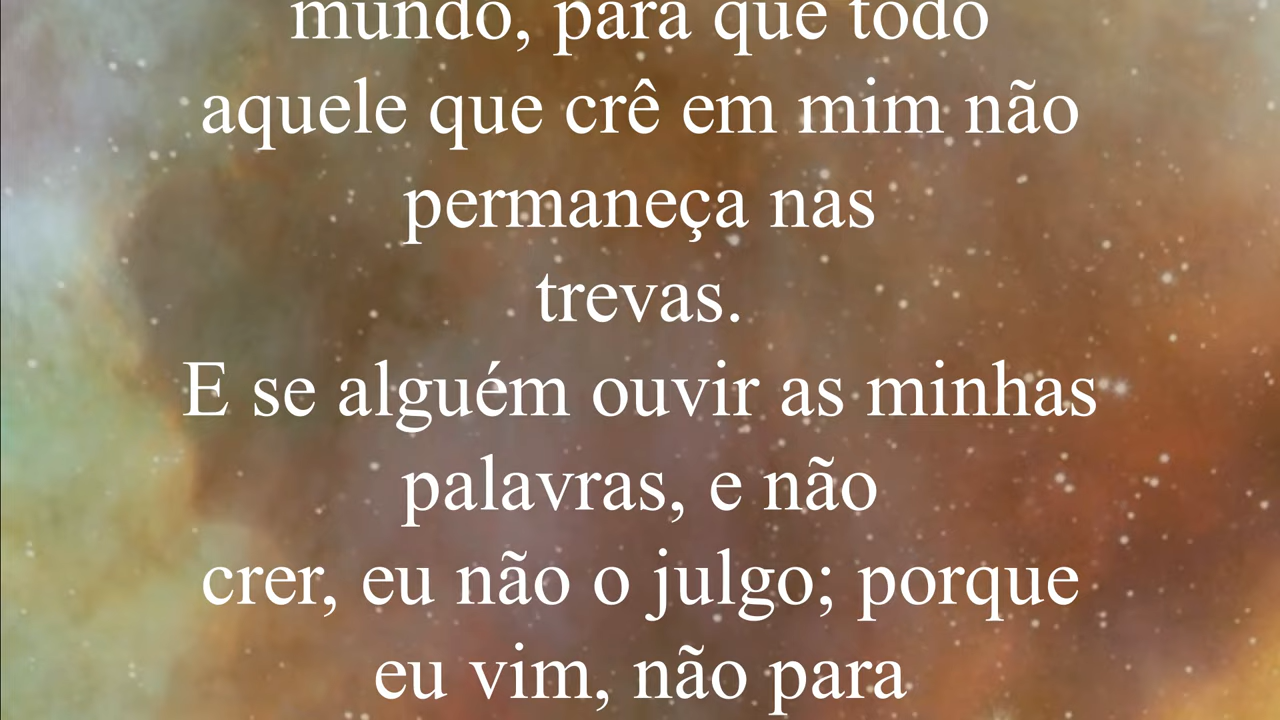 mundo, para que todo
aquele que crê em mim não
permaneça nas
trevas.
E se alguém ouvir as minhas
palavras, e não
crer, eu não o julgo; porque
eu vim, não para